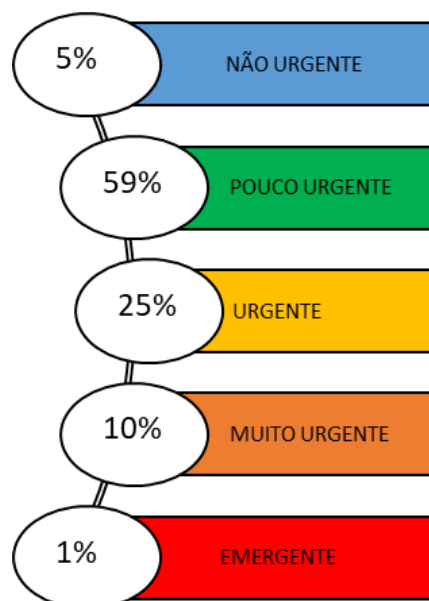 5% NÃO URGENTE
59% POUCO URGENTE
25% URGENTE
10% MUITO URGENTE
1% EMERGENTE